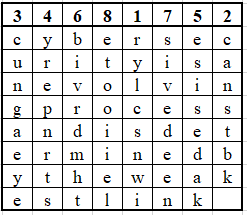 3 4 6 8 1 7 5 2
c y b e r s e c
u r i t y i s a
n e v o l v i n
g p r o c e s s
a n d i s d e t
e r m i n e d b
y t h e w e a k
e s t l i n k